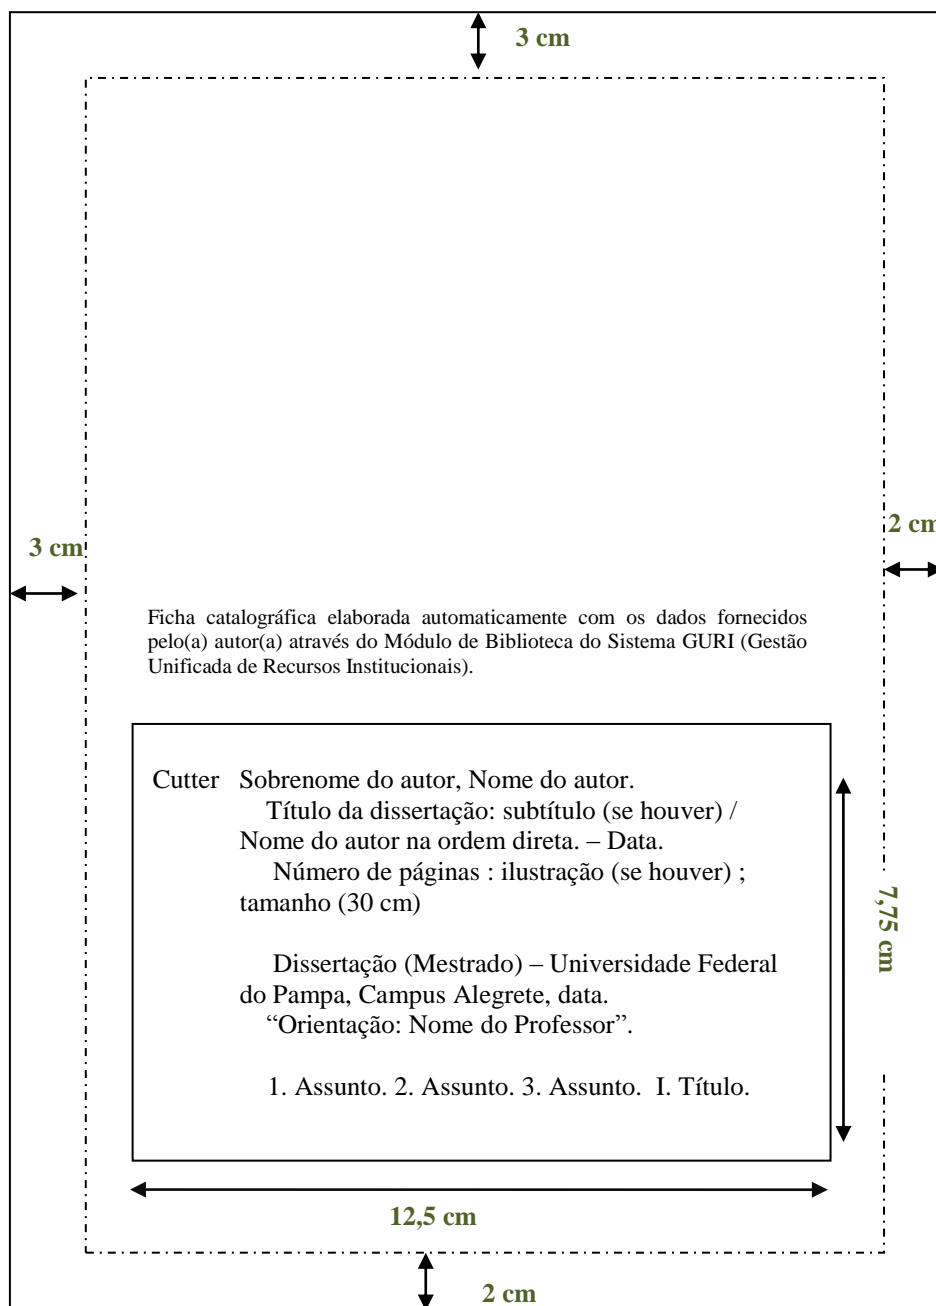 3 cm
2 cm
3 cm
Ficha catalográfica elaborada automaticamente com os dados fornecidos
pelo(a) autor(a) através do Módulo de Biblioteca do Sistema GURI (Gestão
Unificada de Recursos Institucionais).
Cutter Sobrenome do autor, Nome do autor.
Título da dissertação: subtítulo (se houver) /
Nome do autor na ordem direta. – Data.
Número de páginas : ilustração (se houver) ;
tamanho (30 cm)
Dissertação (Mestrado) – Universidade Federal
do Pampa, Campus Alegrete, data.
“Orientação: Nome do Professor”.
1. Assunto. 2. Assunto. 3. Assunto. I. Título.
7,75 cm
12,5 cm
2 cm